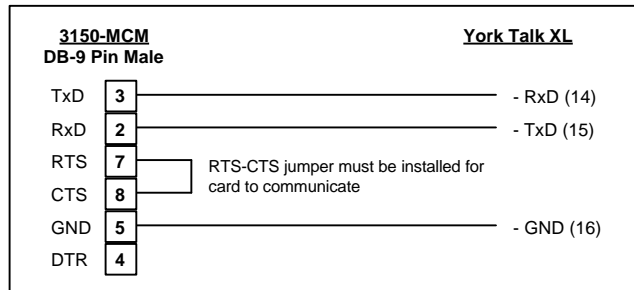 3150-MCM York Talk XL
DB-9 Pin Male
TxD 3 - RxD (14)
RxD 2 - TxD (15)
RTS 7 RTS-CTS jumper must be installed for
CTS 8 card to communicate
GND 5 - GND (16)
DTR 4